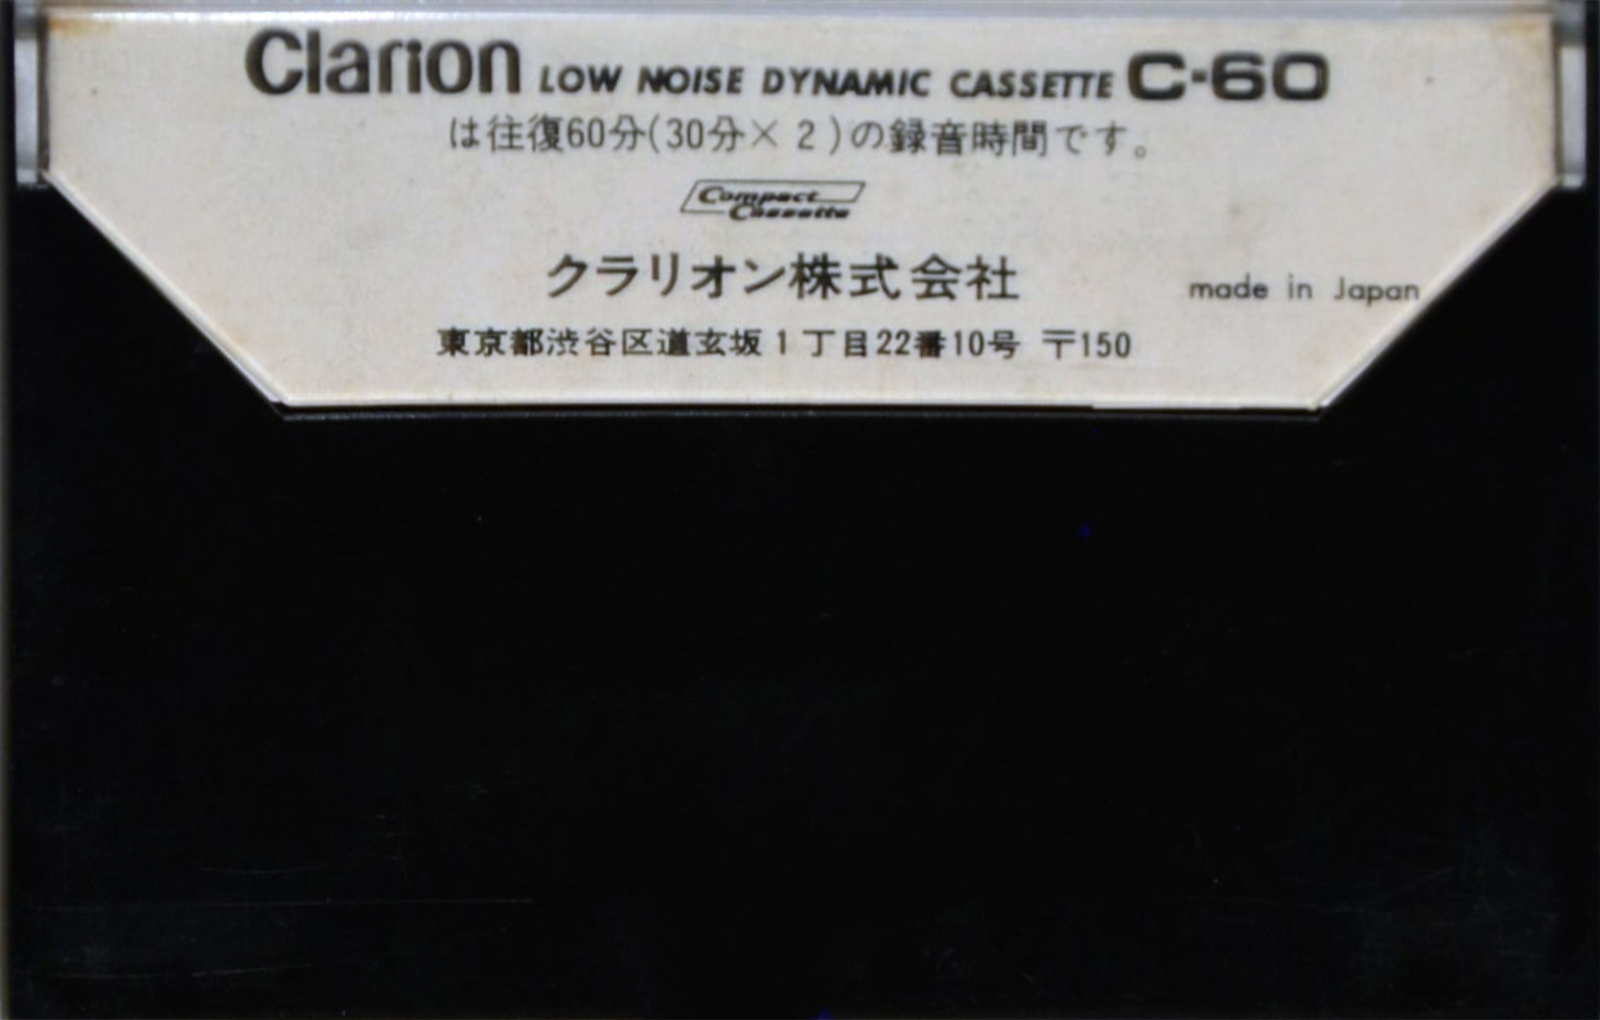 Clarion LOW NOISE DYNAMIC CASSETTE C-60
は往復60分(30分×2)の録音時間です。
Compact
Cassette
クラリオン株式会社
made in Japan
東京都渋谷区道玄坂1丁目22番10号 〒150